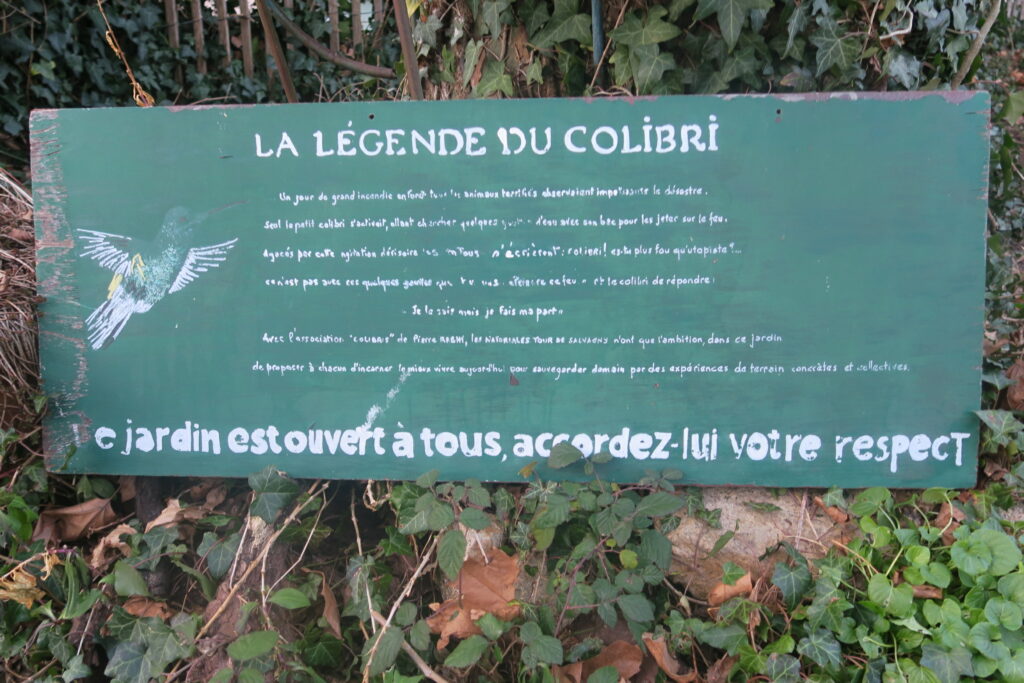 LA LÉGENDE DU COLIBRI
Un jour de grand incendie en forêt tous les animaux terrifiés observaient impuissants le désastre.
Seul le petit colibri s'activait, allant chercher quelques d'eau avec son bec pour les jeter sur le feu.
Agacés par cette agitation dérisoire tous n's'écrièrent: colibri! es tu plus fou qu'utopiste?...
ce n'est pas avec ces quelques gouttes que tu vas éteindre ce feu et le colibri de répondre:
- Je le sais mais je fais ma part -
Avec l'association "COLIBRIS" de Pierre RABHI, les NATORIALES TOUR DE SALVAGNY n'ont que l'ambition, dans ce jardin
de proposer à chacun d'incarner le mieux vivre aujourd'hui pour sauvegarder demain par des expériences de terrain concrètes et collectives.
e jardin est ouvert à tous, accordez-lui votre respect